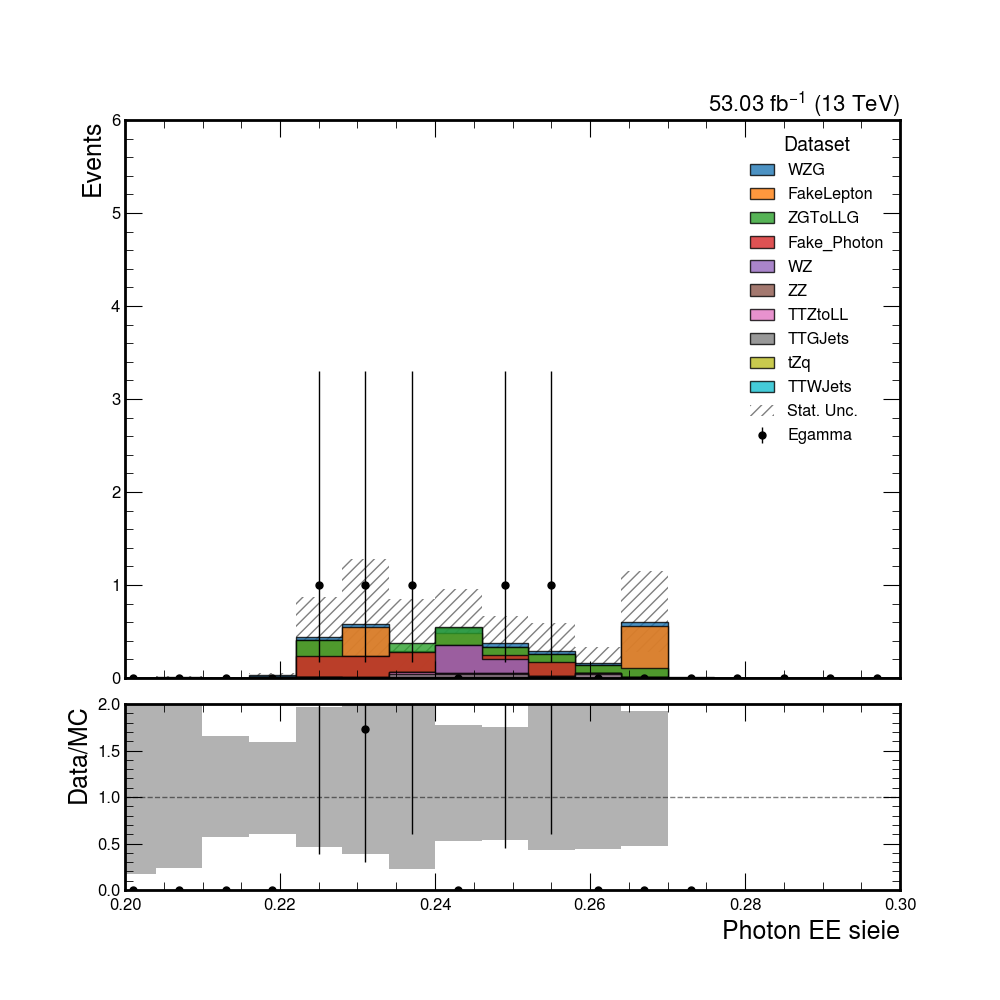 53.03 fb⁻¹ (13 TeV)
Events
6
5
4
3
2
1
0
Dataset
WZG
FakeLepton
ZGToLLG
Fake_Photon
WZ
ZZ
TTZtoLL
TTGJets
tZq
TTWJets
Stat. Unc.
Egamma
Data/MC
2.0
1.5
1.0
0.5
0.0
0.20 0.22 0.24 0.26 0.28 0.30
Photon EE sieie